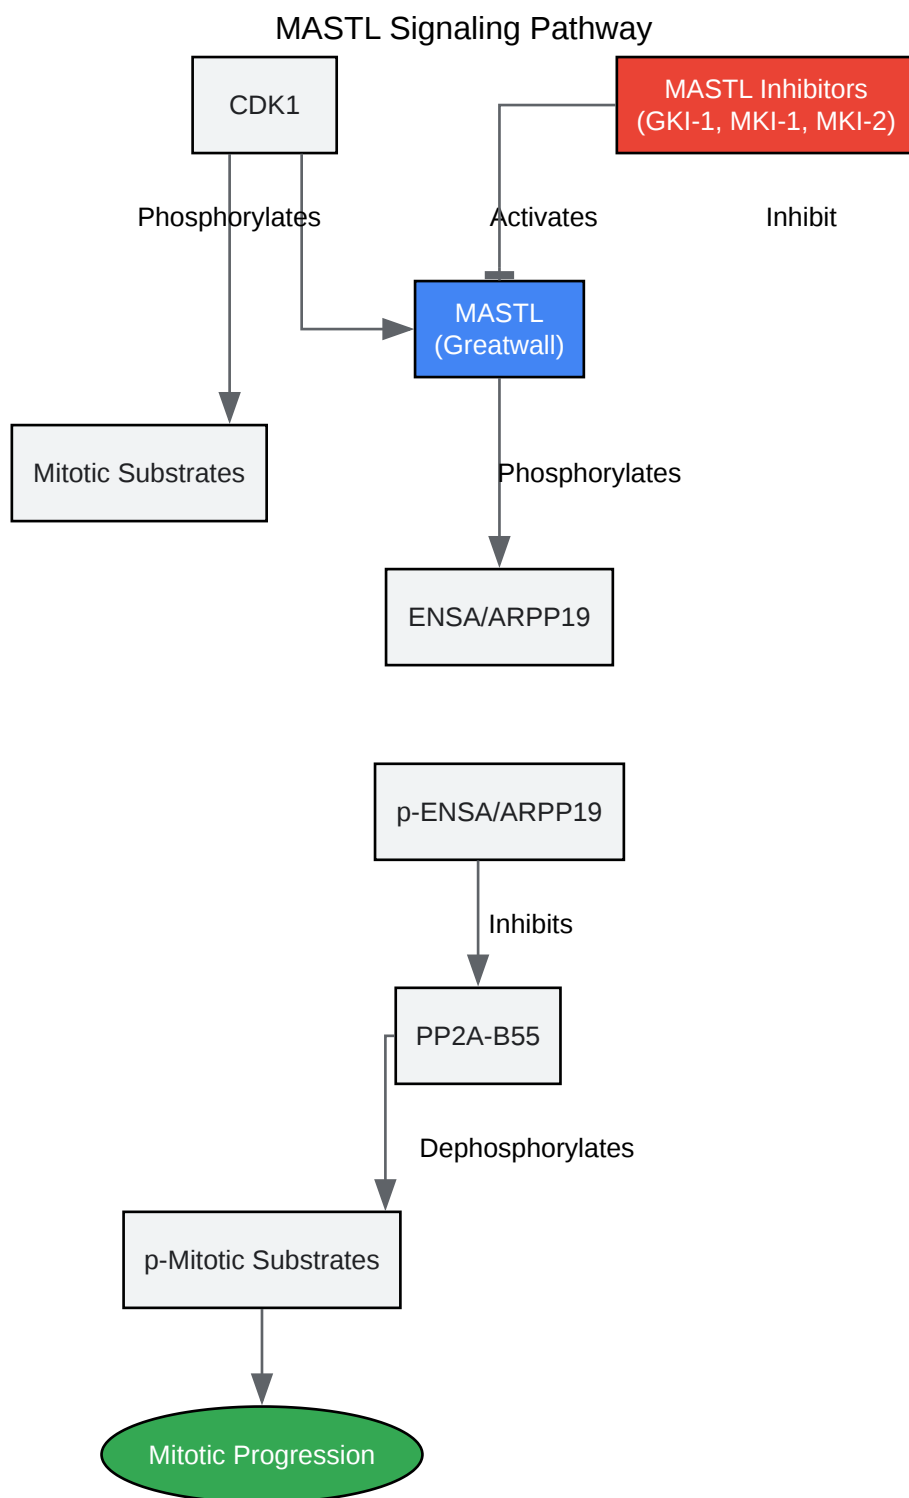 MASTL Signaling Pathway
CDK1
MASTL Inhibitors
(GKI-1, MKI-1, MKI-2)
Phosphorylates
Activates
Inhibit
MASTL
(Greatwall)
Mitotic Substrates
Phosphorylates
ENSA/ARPP19
p-ENSA/ARPP19
Inhibits
PP2A-B55
Dephosphorylates
p-Mitotic Substrates
Mitotic Progression